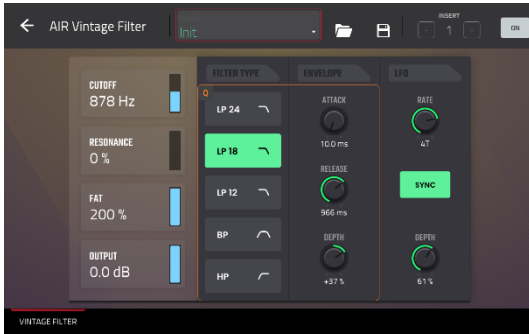 AIR Vintage Filter
Init
INSERT
1
ON
CUTOFF
878 Hz
RESONANCE
0 %
FAT
200 %
OUTPUT
0.0 dB
FILTER TYPE
Q
LP 24
LP 18
LP 12
BP
HP
ENVELOPE
ATTACK
10.0 ms
RELEASE
966 ms
DEPTH
+37 %
LFO
RATE
4T
SYNC
DEPTH
61 %
VINTAGE FILTER